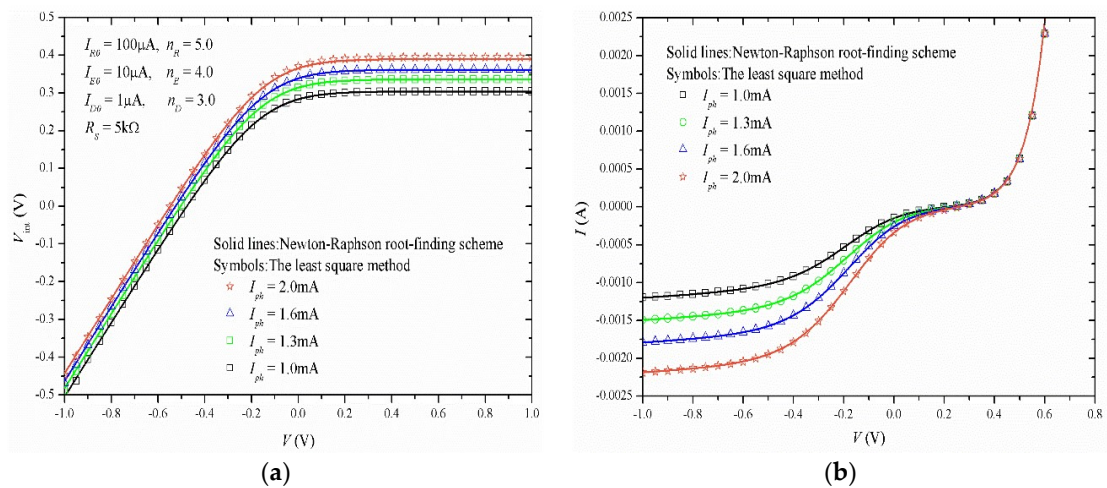 0.5
0.4
0.3
0.2
0.1
0.0
-0.1
-0.2
-0.3
-0.4
-0.5
V_int (V)
I_R0 = 100μA, n_R = 5.0
I_E0 = 10μA, n_E = 4.0
I_D0 = 1μA. n_D = 3.0
R_S = 5kΩ
Solid lines:Newton-Raphson root-finding scheme
Symbols:The least square method
I_ph = 2.0mA
I_ph = 1.6mA
I_ph = 1.3mA
I_ph = 1.0mA
-1.0 -0.8 -0.6 -0.4 -0.2 0.0 0.2 0.4 0.6 0.8 1.0
V (V)
(a)
0.0025
0.0020
0.0015
0.0010
0.0005
0.0000
-0.0005
-0.0010
-0.0015
-0.0020
-0.0025
I (A)
Solid lines:Newton-Raphson root-finding scheme
Symbols:The least square method
I_ph = 1.0mA
I_ph = 1.3mA
I_ph = 1.6mA
I_ph = 2.0mA
-1.0 -0.8 -0.6 -0.4 -0.2 0.0 0.2 0.4 0.6 0.8
V (V)
(b)